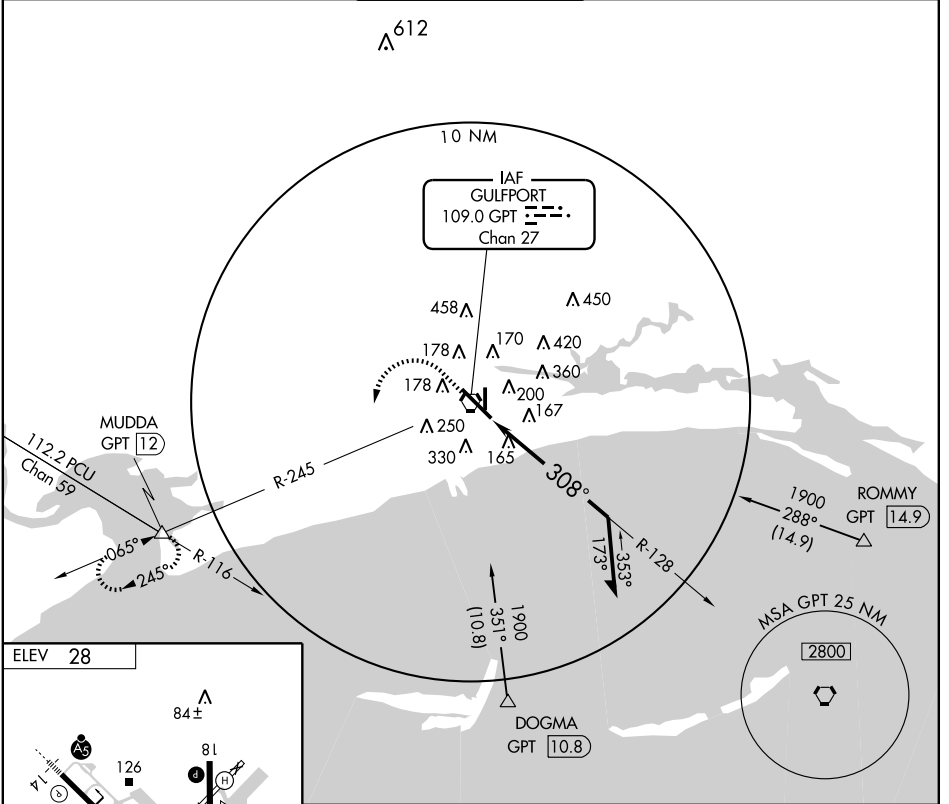 612
10 NM
IAF
GULFPORT
109.0 GPT
Chan 27
458
450
170
420
178
360
178
200
167
MUDDA
GPT 12
250
330
165
112.2 PCU
Chan 59
R-245
308°
1900
288°
(14.9)
ROMMY
GPT 14.9
065°
245°
R-116
R-128
173°
353°
1900
351°
(10.8)
MSA GPT 25 NM
2800
ELEV 28
DOGMA
GPT 10.8
84±
A5
126
18
P
H
14
P